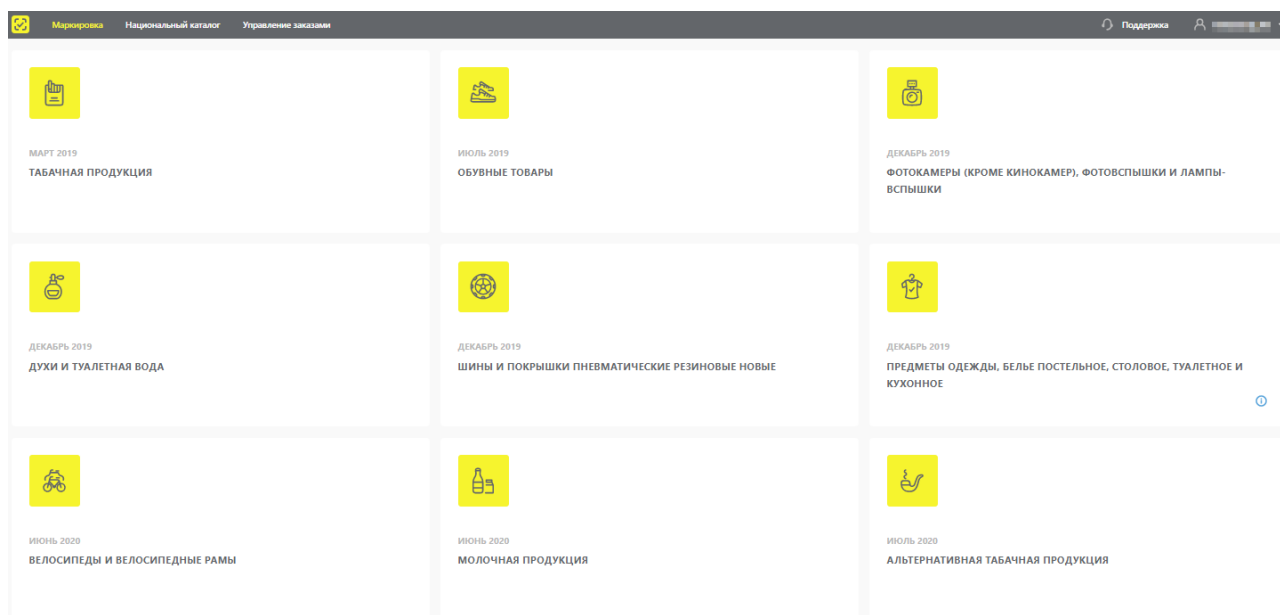 Маркировка Национальный каталог Управление заказами Поддержка
МАРТ 2019
ТАБАЧНАЯ ПРОДУКЦИЯ
ИЮЛЬ 2019
ОБУВНЫЕ ТОВАРЫ
ДЕКАБРЬ 2019
ФОТОКАМЕРЫ (КРОМЕ КИНОКАМЕР), ФОТОВСПЫШКИ И ЛАМПЫ-
ВСПЫШКИ
ДЕКАБРЬ 2019
ДУХИ И ТУАЛЕТНАЯ ВОДА
ДЕКАБРЬ 2019
ШИНЫ И ПОКРЫШКИ ПНЕВМАТИЧЕСКИЕ РЕЗИНОВЫЕ НОВЫЕ
ДЕКАБРЬ 2019
ПРЕДМЕТЫ ОДЕЖДЫ, БЕЛЬЕ ПОСТЕЛЬНОЕ, СТОЛОВОЕ, ТУАЛЕТНОЕ И
КУХОННОЕ
ИЮНЬ 2020
ВЕЛОСИПЕДЫ И ВЕЛОСИПЕДНЫЕ РАМЫ
ИЮНЬ 2020
МОЛОЧНАЯ ПРОДУКЦИЯ
ИЮЛЬ 2020
АЛЬТЕРНАТИВНАЯ ТАБАЧНАЯ ПРОДУКЦИЯ